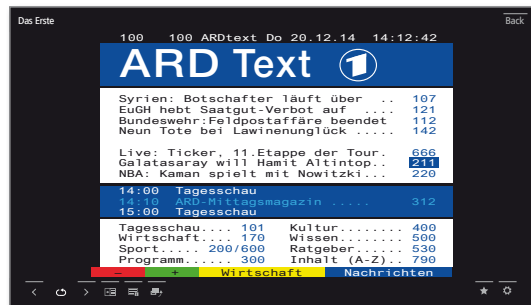 Das Erste
Back
100 100 ARDtext Do 20.12.14 14:12:42
ARD Text 1
Syrien: Botschafter läuft über .. 107
EuGH hebt Saatgut-Verbot auf .... 121
Bundeswehr:Feldpostaffäre beendet 112
Neun Tote bei Lawinenunglück ..... 142
Live: Ticker, 11.Etappe der Tour. 666
Galatasaray will Hamit Altintop.. 211
NBA: Kaman spielt mit Nowitzki... 220
14:00 Tagesschau
14:10 ARD-Mittagsmagazin ..... 312
15:00 Tagesschau
Tagesschau.... 101 Kultur........ 400
Wirtschaft.... 170 Wissen........ 500
Sport..... 200/600 Ratgeber...... 530
Programm...... 300 Inhalt (A-Z).. 790
− + Wirtschaft Nachrichten